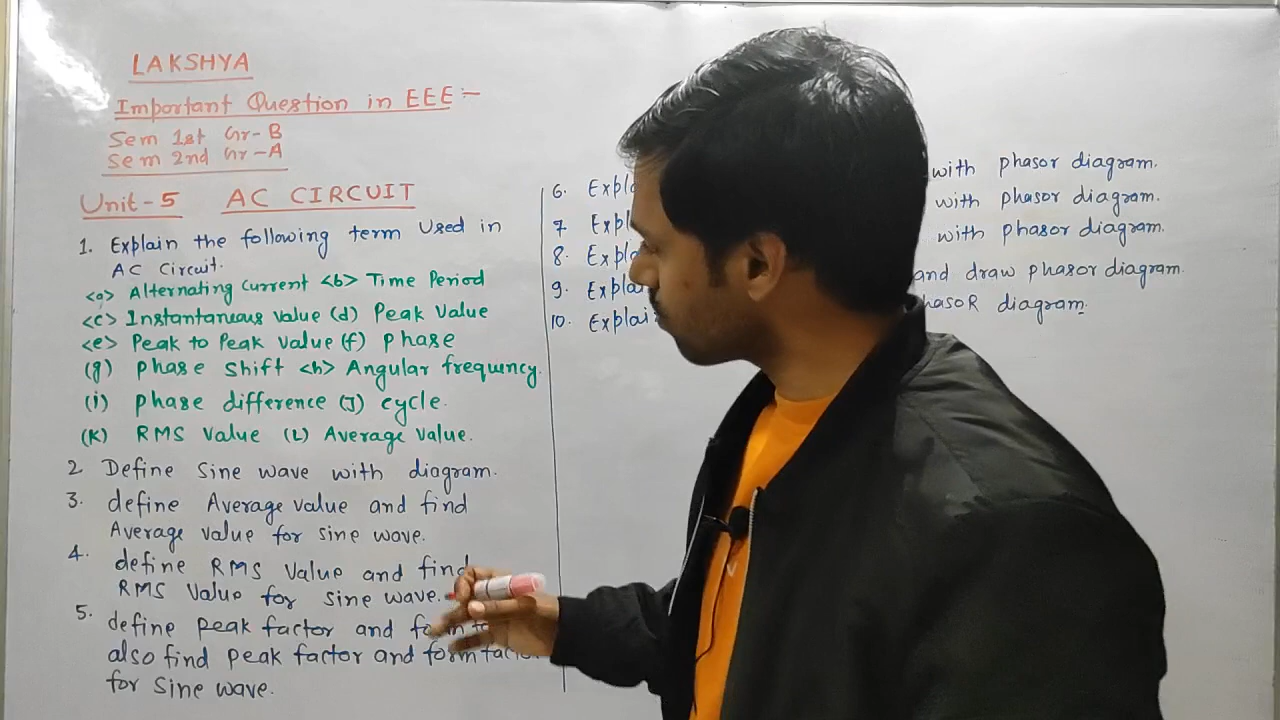 LAKSHYA
Important Question in EEE :-
Sem 1st Gr-B
Sem 2nd Gr-A
Unit-5 AC CIRCUIT
1. Explain the following term Used in
AC Circuit.
<a> Alternating Current <b> Time Period
<c> Instantaneous value (d) Peak Value
<e> Peak to Peak Value (f) Phase
(g) Phase Shift <h> Angular frequency.
(i) phase difference (J) cycle.
(K) RMS Value (L) Average Value.
2 Define Sine wave with diagram.
3. define Average value and find
Average value for sine wave.
4. define RMS Value and find
RMS Value for sine wave.
5. define peak factor and
also find peak factor and form factor
for Sine wave.
6. with phasor diagram.
7 with phasor diagram.
8. with phasor diagram.
9. and draw phasor diagram.
10. Explain diagram.